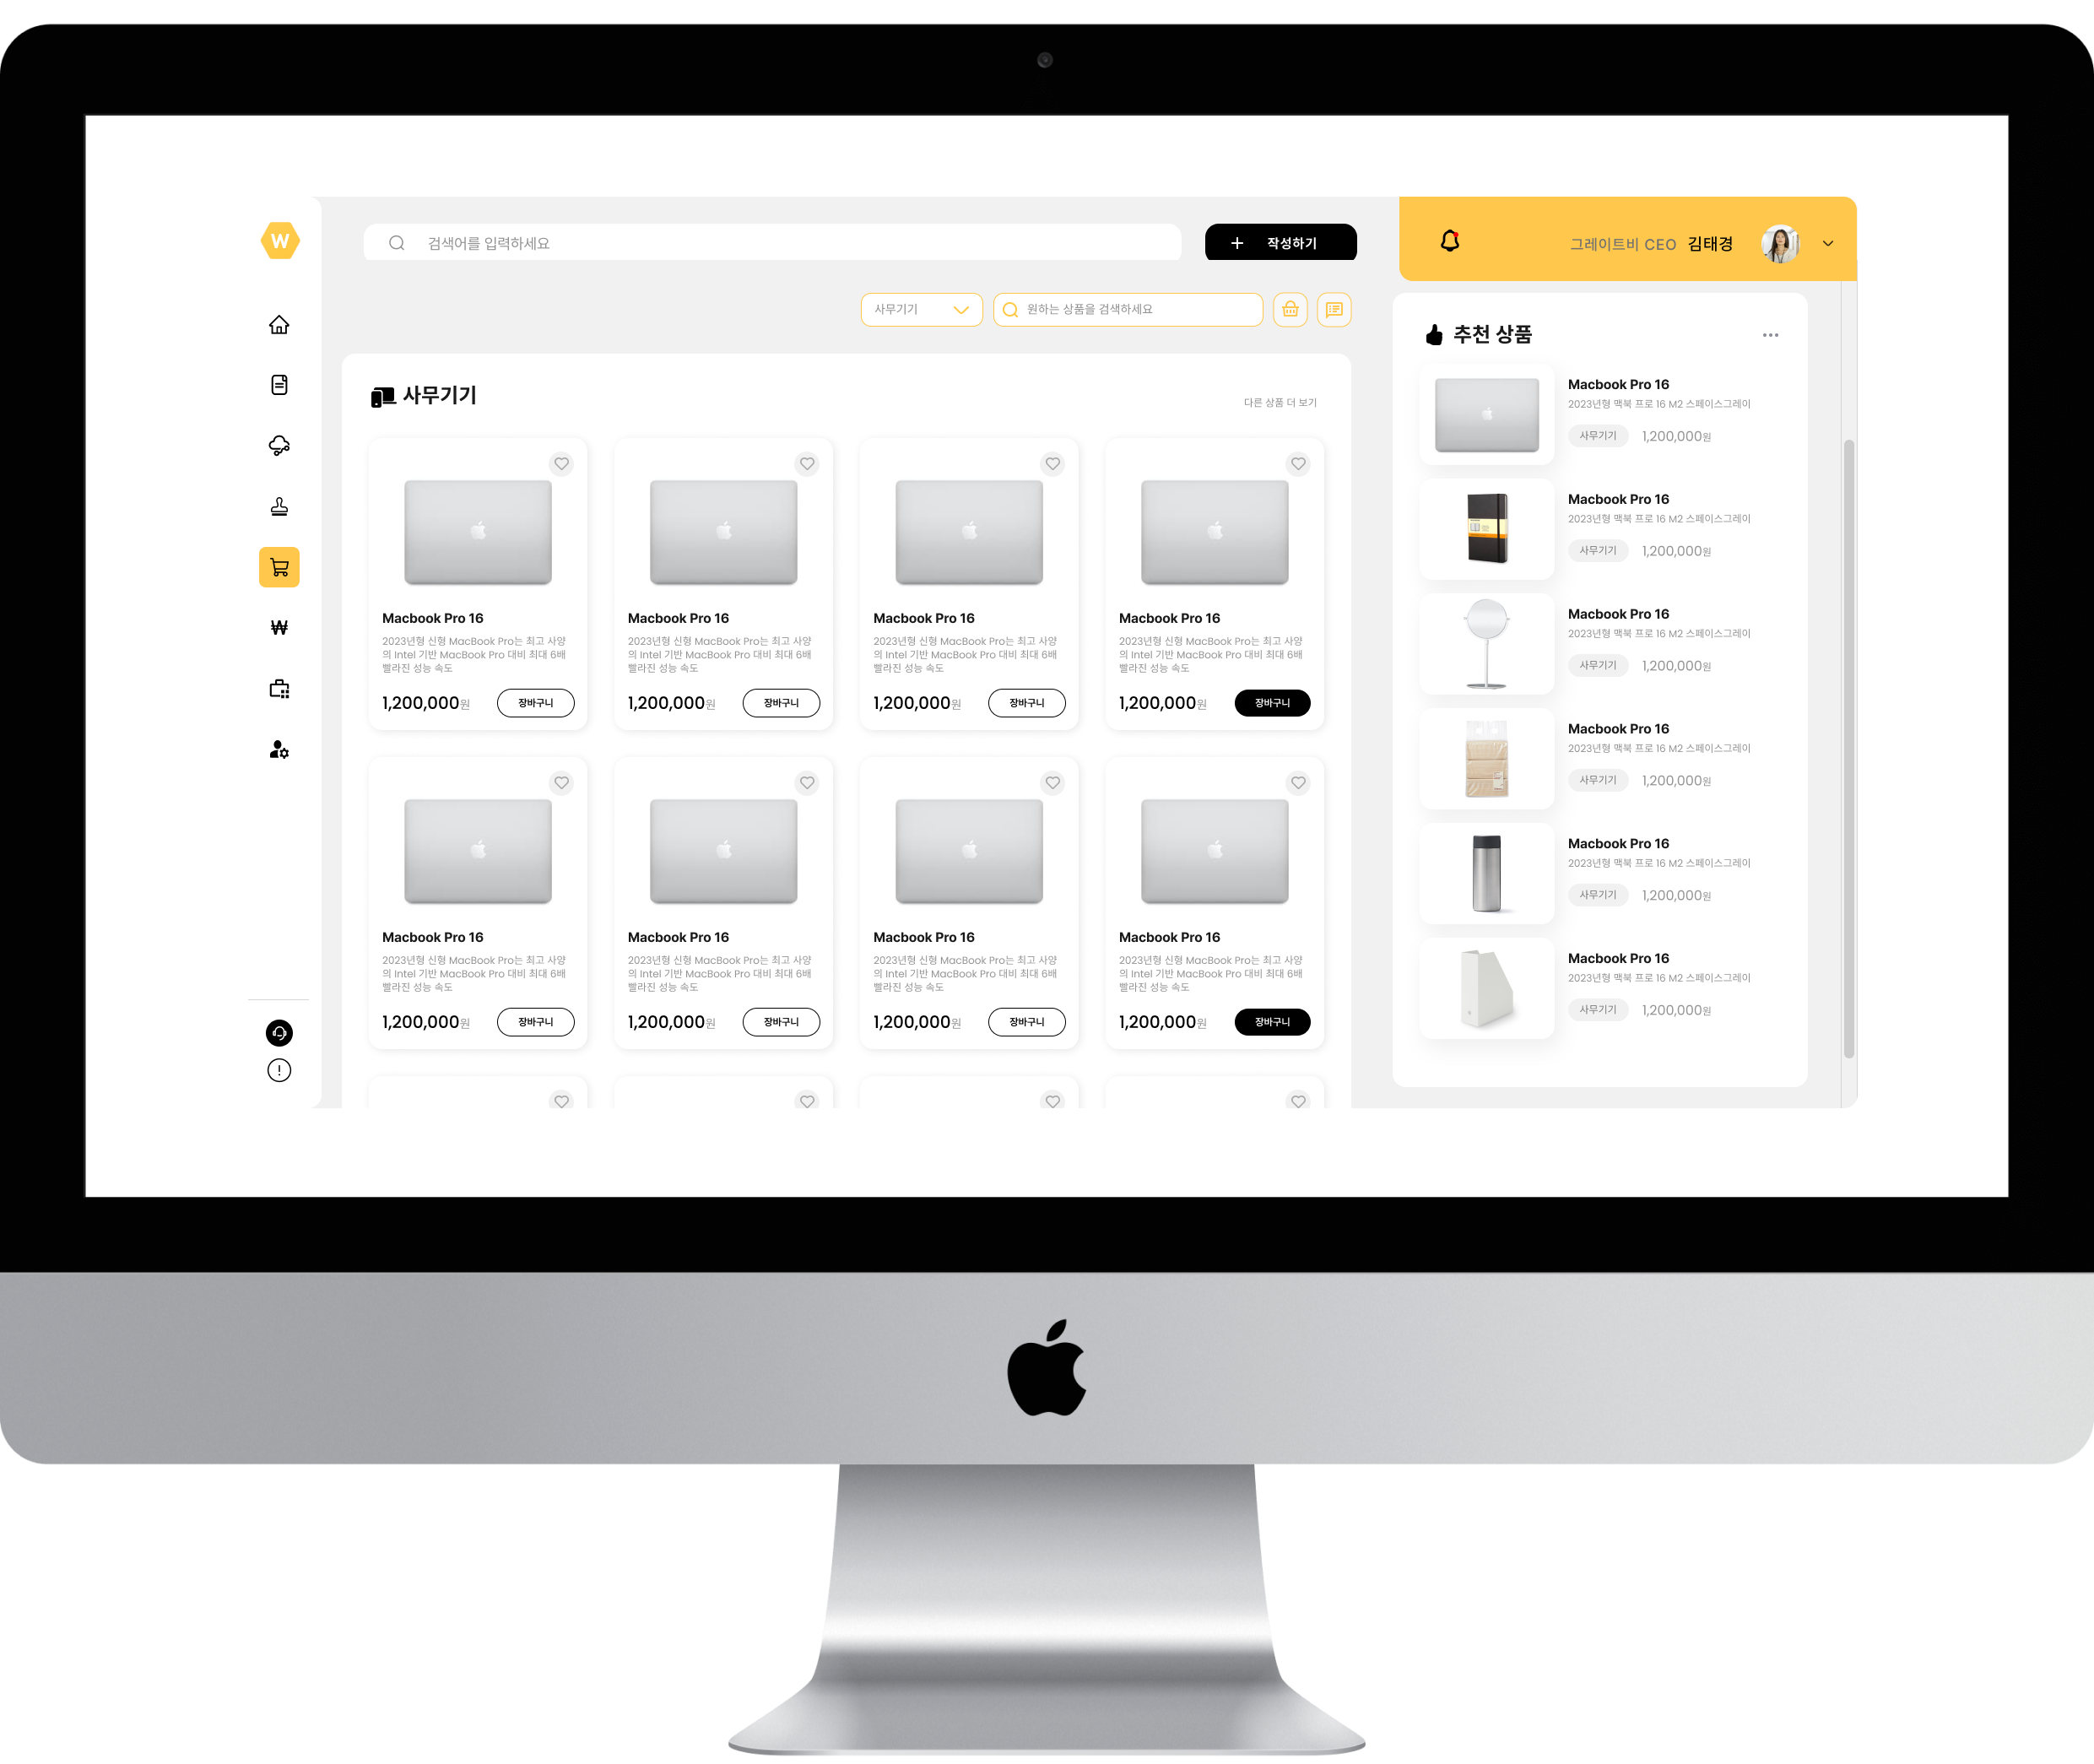 W
검색어를 입력하세요
+ 작성하기
그레이트비 CEO 김태경
사무기기
원하는 상품을 검색하세요
사무기기
다른 상품 더 보기
Macbook Pro 16
2023년형 신형 MacBook Pro는 최고 사양
의 Intel 기반 MacBook Pro 대비 최대 6배
빨라진 성능 속도
1,200,000원 장바구니
Macbook Pro 16
2023년형 신형 MacBook Pro는 최고 사양
의 Intel 기반 MacBook Pro 대비 최대 6배
빨라진 성능 속도
1,200,000원 장바구니
Macbook Pro 16
2023년형 신형 MacBook Pro는 최고 사양
의 Intel 기반 MacBook Pro 대비 최대 6배
빨라진 성능 속도
1,200,000원 장바구니
Macbook Pro 16
2023년형 신형 MacBook Pro는 최고 사양
의 Intel 기반 MacBook Pro 대비 최대 6배
빨라진 성능 속도
1,200,000원 장바구니
Macbook Pro 16
2023년형 신형 MacBook Pro는 최고 사양
의 Intel 기반 MacBook Pro 대비 최대 6배
빨라진 성능 속도
1,200,000원 장바구니
Macbook Pro 16
2023년형 신형 MacBook Pro는 최고 사양
의 Intel 기반 MacBook Pro 대비 최대 6배
빨라진 성능 속도
1,200,000원 장바구니
Macbook Pro 16
2023년형 신형 MacBook Pro는 최고 사양
의 Intel 기반 MacBook Pro 대비 최대 6배
빨라진 성능 속도
1,200,000원 장바구니
Macbook Pro 16
2023년형 신형 MacBook Pro는 최고 사양
의 Intel 기반 MacBook Pro 대비 최대 6배
빨라진 성능 속도
1,200,000원 장바구니
추천 상품
Macbook Pro 16
2023년형 맥북 프로 16 M2 스페이스그레이
사무기기 1,200,000원
Macbook Pro 16
2023년형 맥북 프로 16 M2 스페이스그레이
사무기기 1,200,000원
Macbook Pro 16
2023년형 맥북 프로 16 M2 스페이스그레이
사무기기 1,200,000원
Macbook Pro 16
2023년형 맥북 프로 16 M2 스페이스그레이
사무기기 1,200,000원
Macbook Pro 16
2023년형 맥북 프로 16 M2 스페이스그레이
사무기기 1,200,000원
Macbook Pro 16
2023년형 맥북 프로 16 M2 스페이스그레이
사무기기 1,200,000원